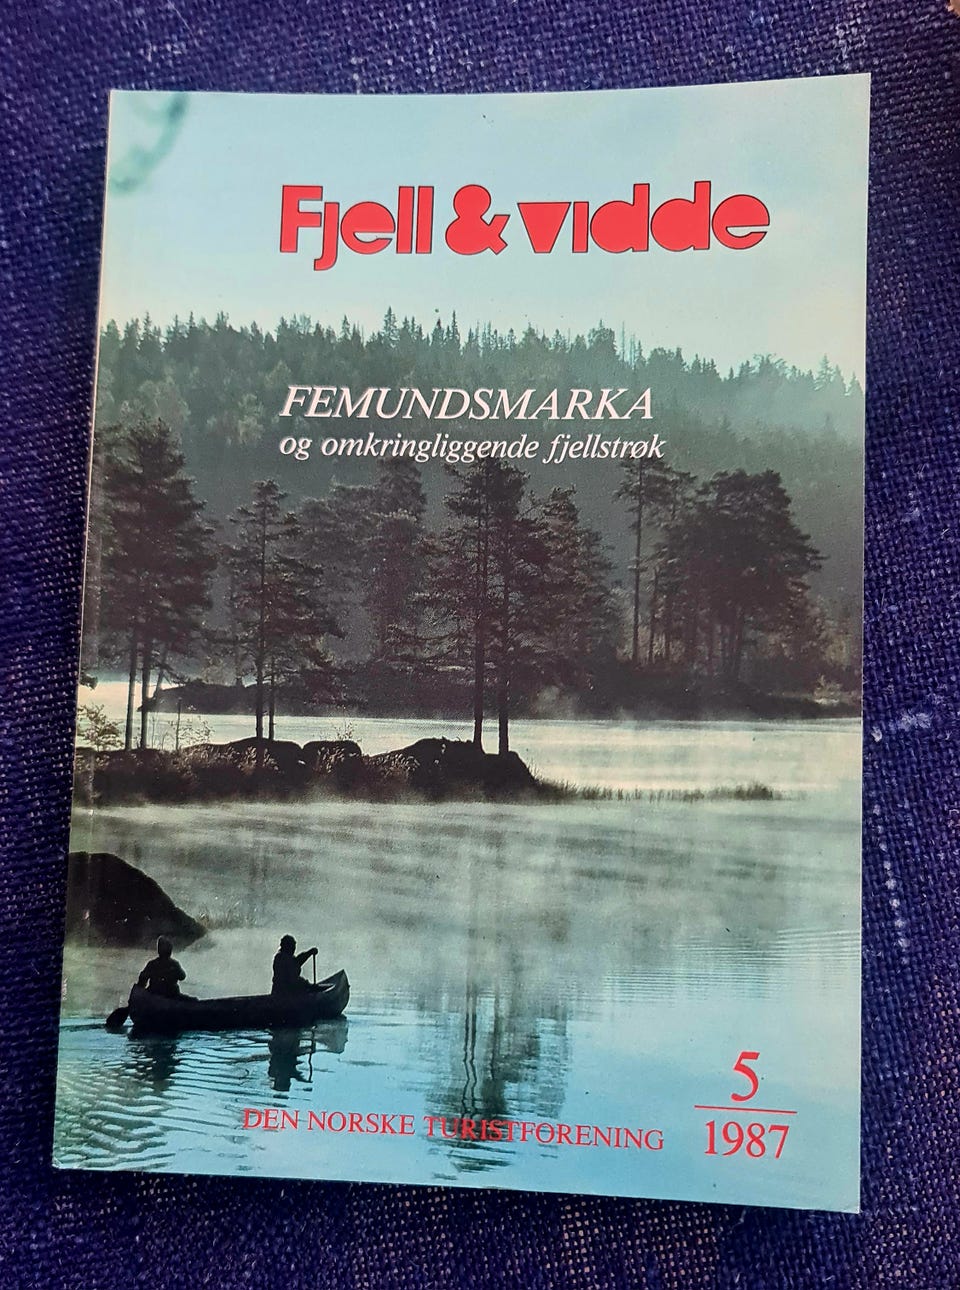 Fjell & vidde
FEMUNDSMARKA
og omkringliggende fjellstrøk
5
1987
DEN NORSKE TURISTFORENING